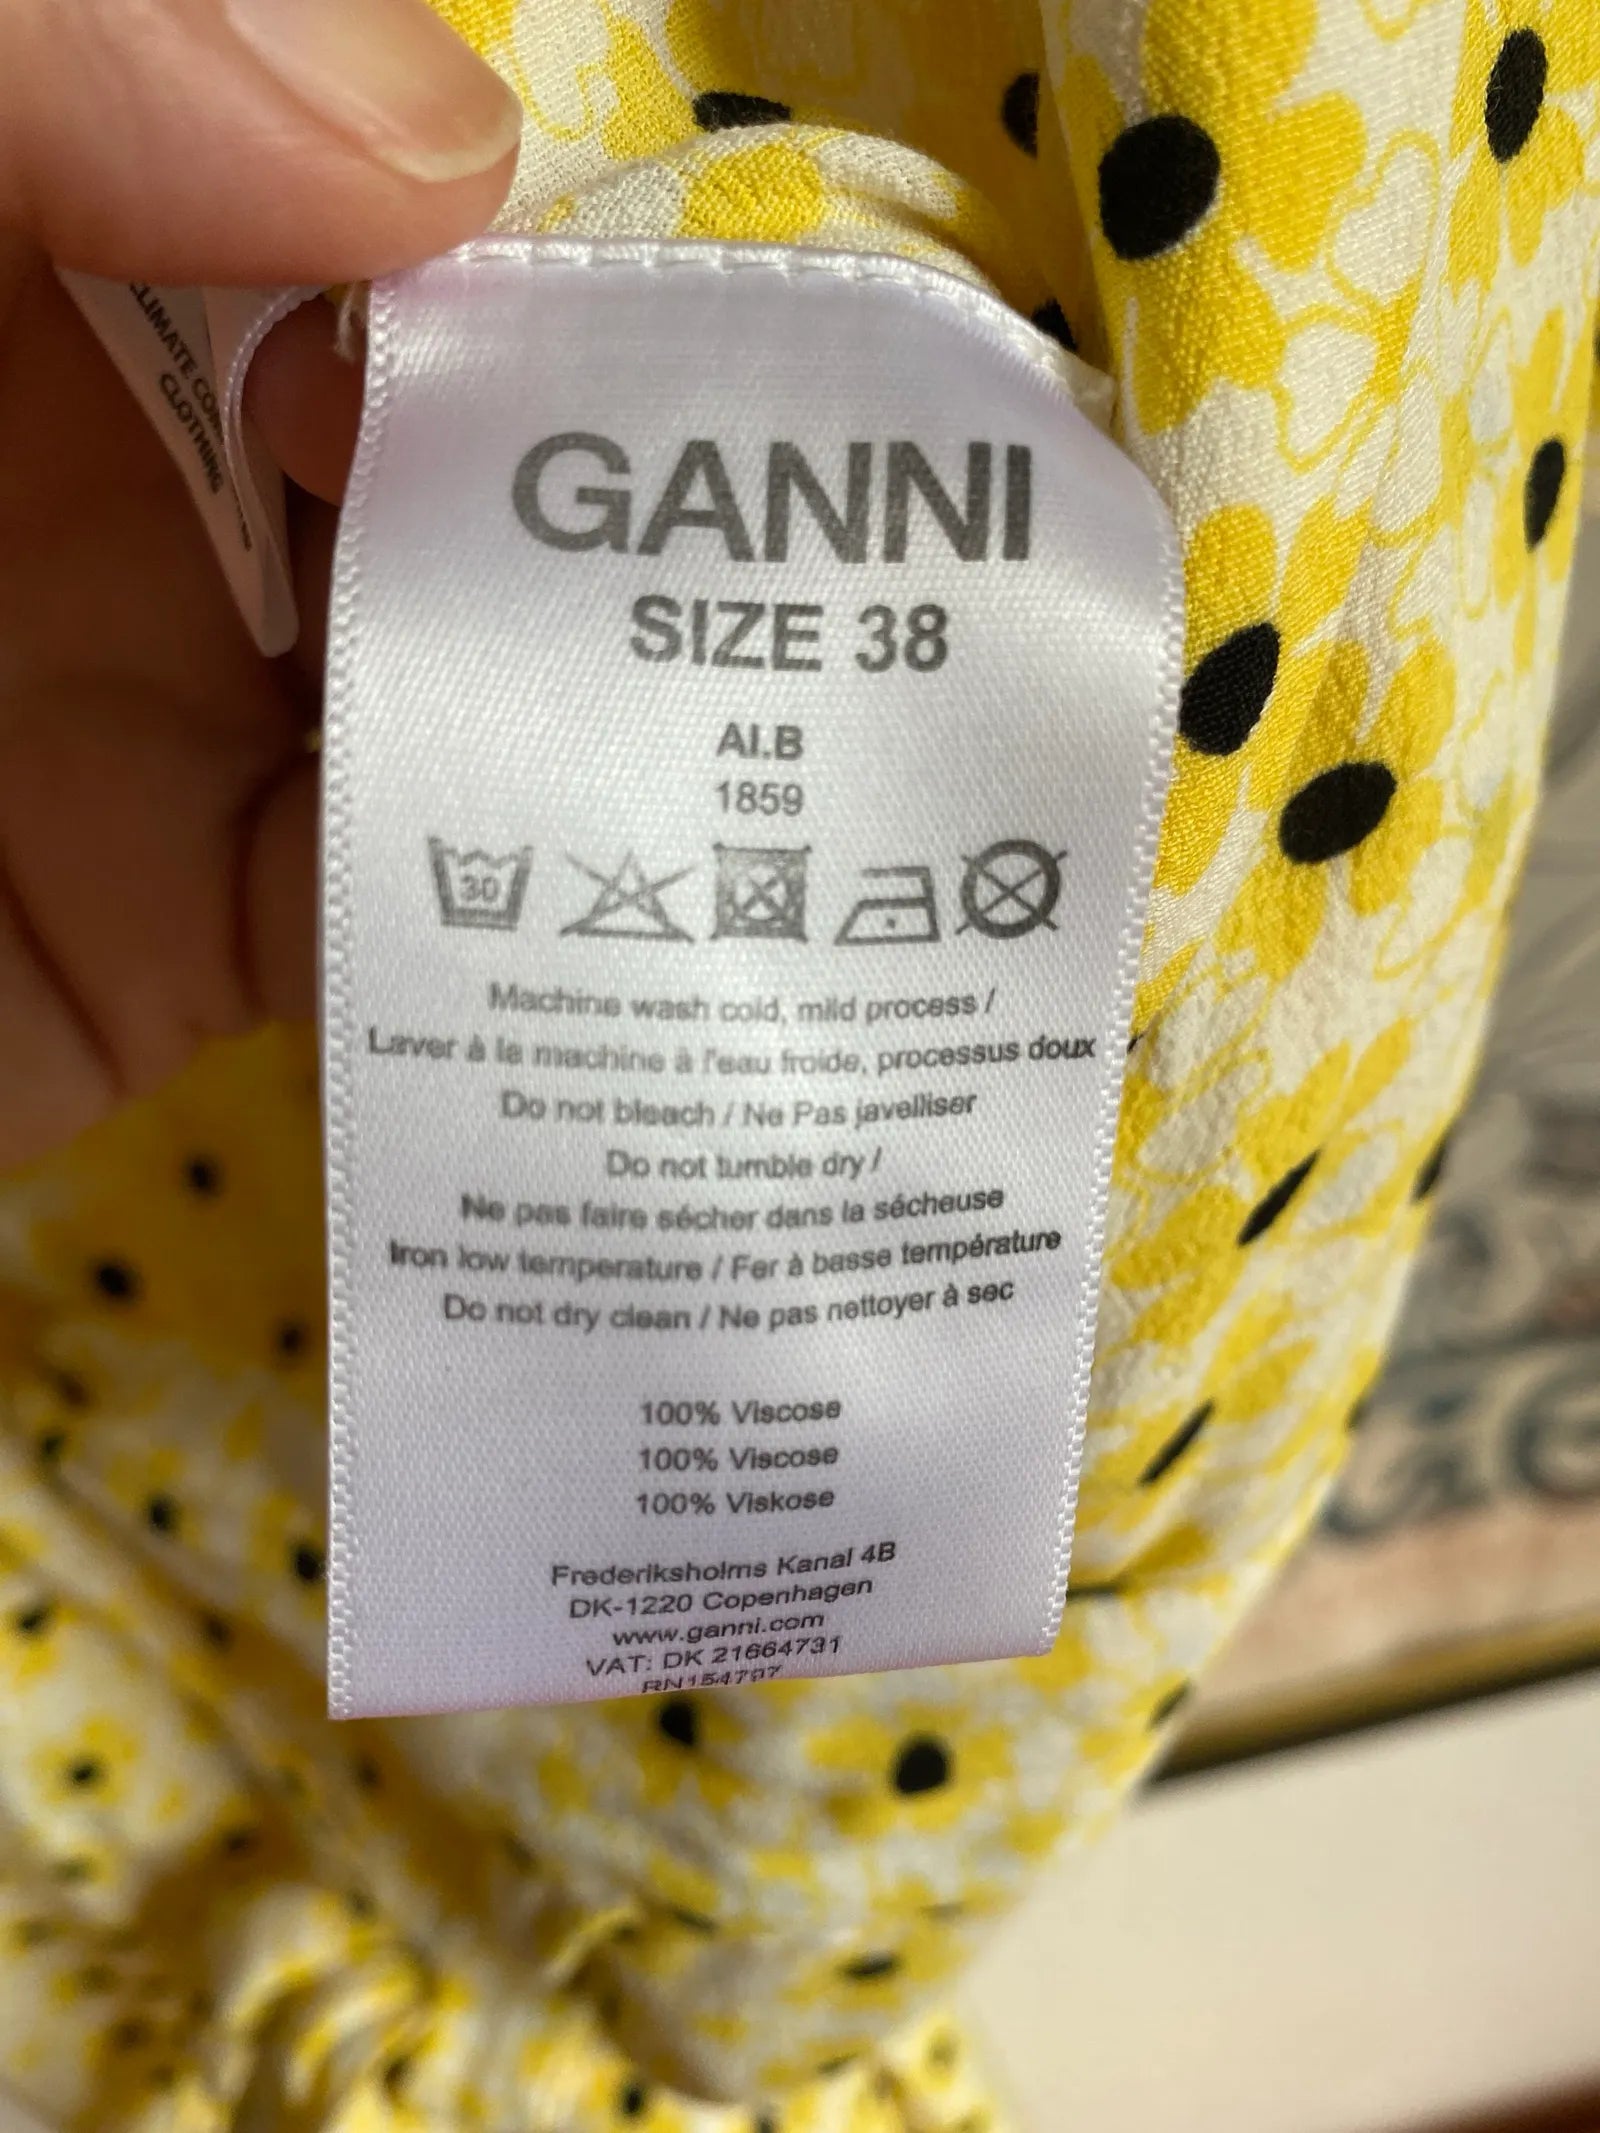 CLIMATE
CLOTHING
GANNI
SIZE 38
AI.B
1859
30
Machine wash cold, mild process /
Laver à la machine à l'eau froide, processus doux
Do not bleach / Ne Pas javelliser
Do not tumble dry /
Ne pas faire sécher dans la sécheuse
Iron low temperature / Fer à basse température
Do not dry clean / Ne pas nettoyer à sec
100% Viscose
100% Viscose
100% Viskose
Frederiksholms Kanal 4B
DK-1220 Copenhagen
www.ganni.com
VAT: DK 21664731
RN154797